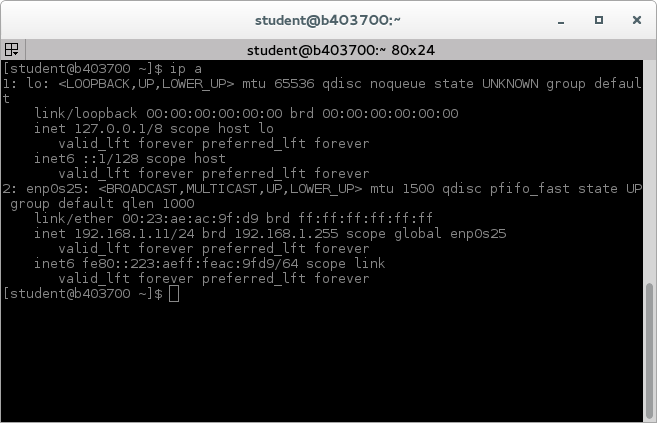 student@b403700:~
student@b403700:~ 80x24
[student@b403700 ~]$ ip a
1: lo: <LOOPBACK,UP,LOWER_UP> mtu 65536 qdisc noqueue state UNKNOWN group defaul
t
    link/loopback 00:00:00:00:00:00 brd 00:00:00:00:00:00
    inet 127.0.0.1/8 scope host lo
       valid_lft forever preferred_lft forever
    inet6 ::1/128 scope host
       valid_lft forever preferred_lft forever
2: enp0s25: <BROADCAST,MULTICAST,UP,LOWER_UP> mtu 1500 qdisc pfifo_fast state UP
 group default qlen 1000
    link/ether 00:23:ae:ac:9f:d9 brd ff:ff:ff:ff:ff:ff
    inet 192.168.1.11/24 brd 192.168.1.255 scope global enp0s25
       valid_lft forever preferred_lft forever
    inet6 fe80::223:aeff:feac:9fd9/64 scope link
       valid_lft forever preferred_lft forever
[student@b403700 ~]$